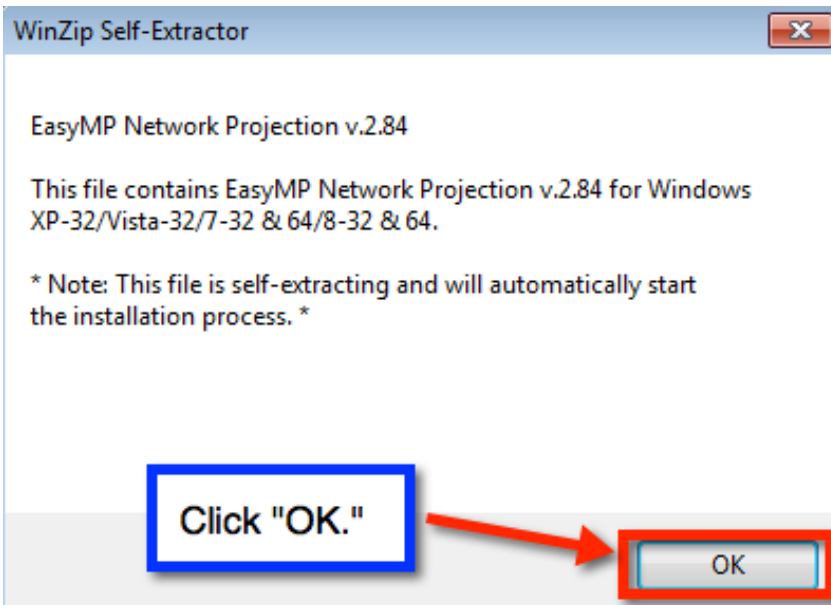 WinZip Self-Extractor
EasyMP Network Projection v.2.84
This file contains EasyMP Network Projection v.2.84 for Windows
XP-32/Vista-32/7-32 & 64/8-32 & 64.
* Note: This file is self-extracting and will automatically start
the installation process. *
Click "OK."
OK